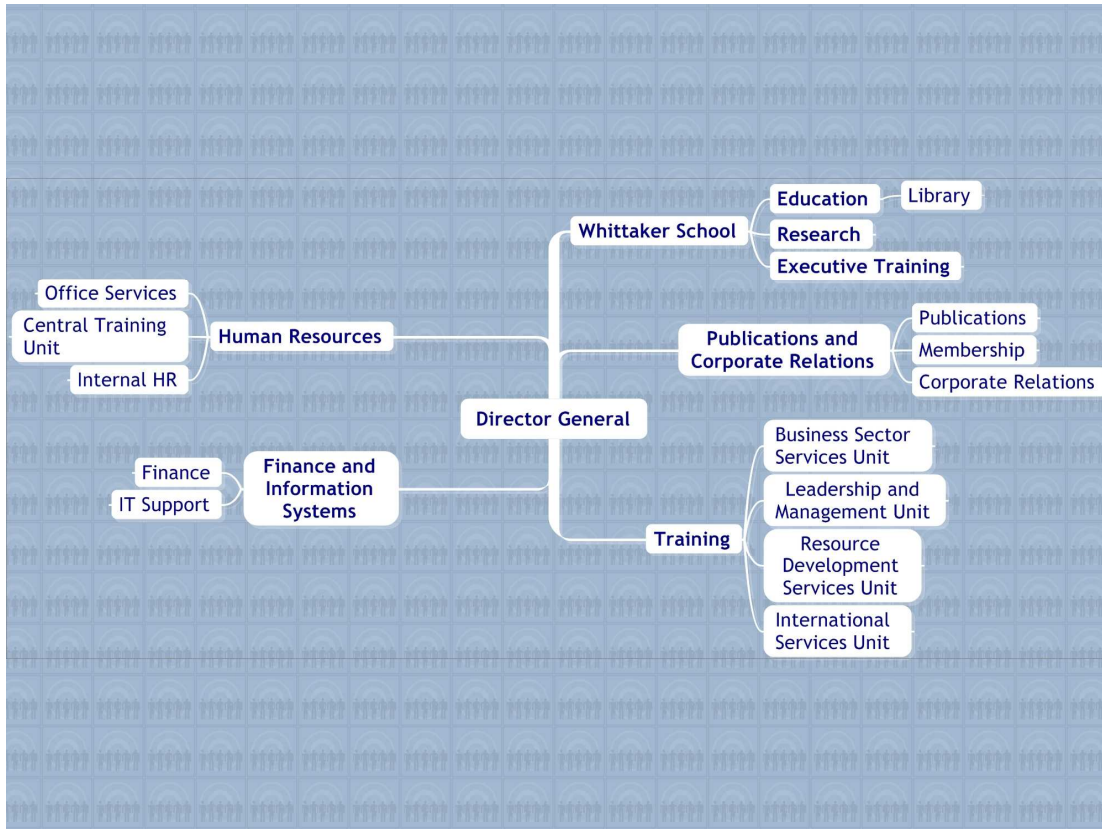 Education
Library
Whittaker School
Research
Executive Training
Office Services
Central Training
Unit
Human Resources
Internal HR
Publications and
Corporate Relations
Publications
Membership
Corporate Relations
Director General
Finance
IT Support
Finance and
Information
Systems
Training
Business Sector
Services Unit
Leadership and
Management Unit
Resource
Development
Services Unit
International
Services Unit